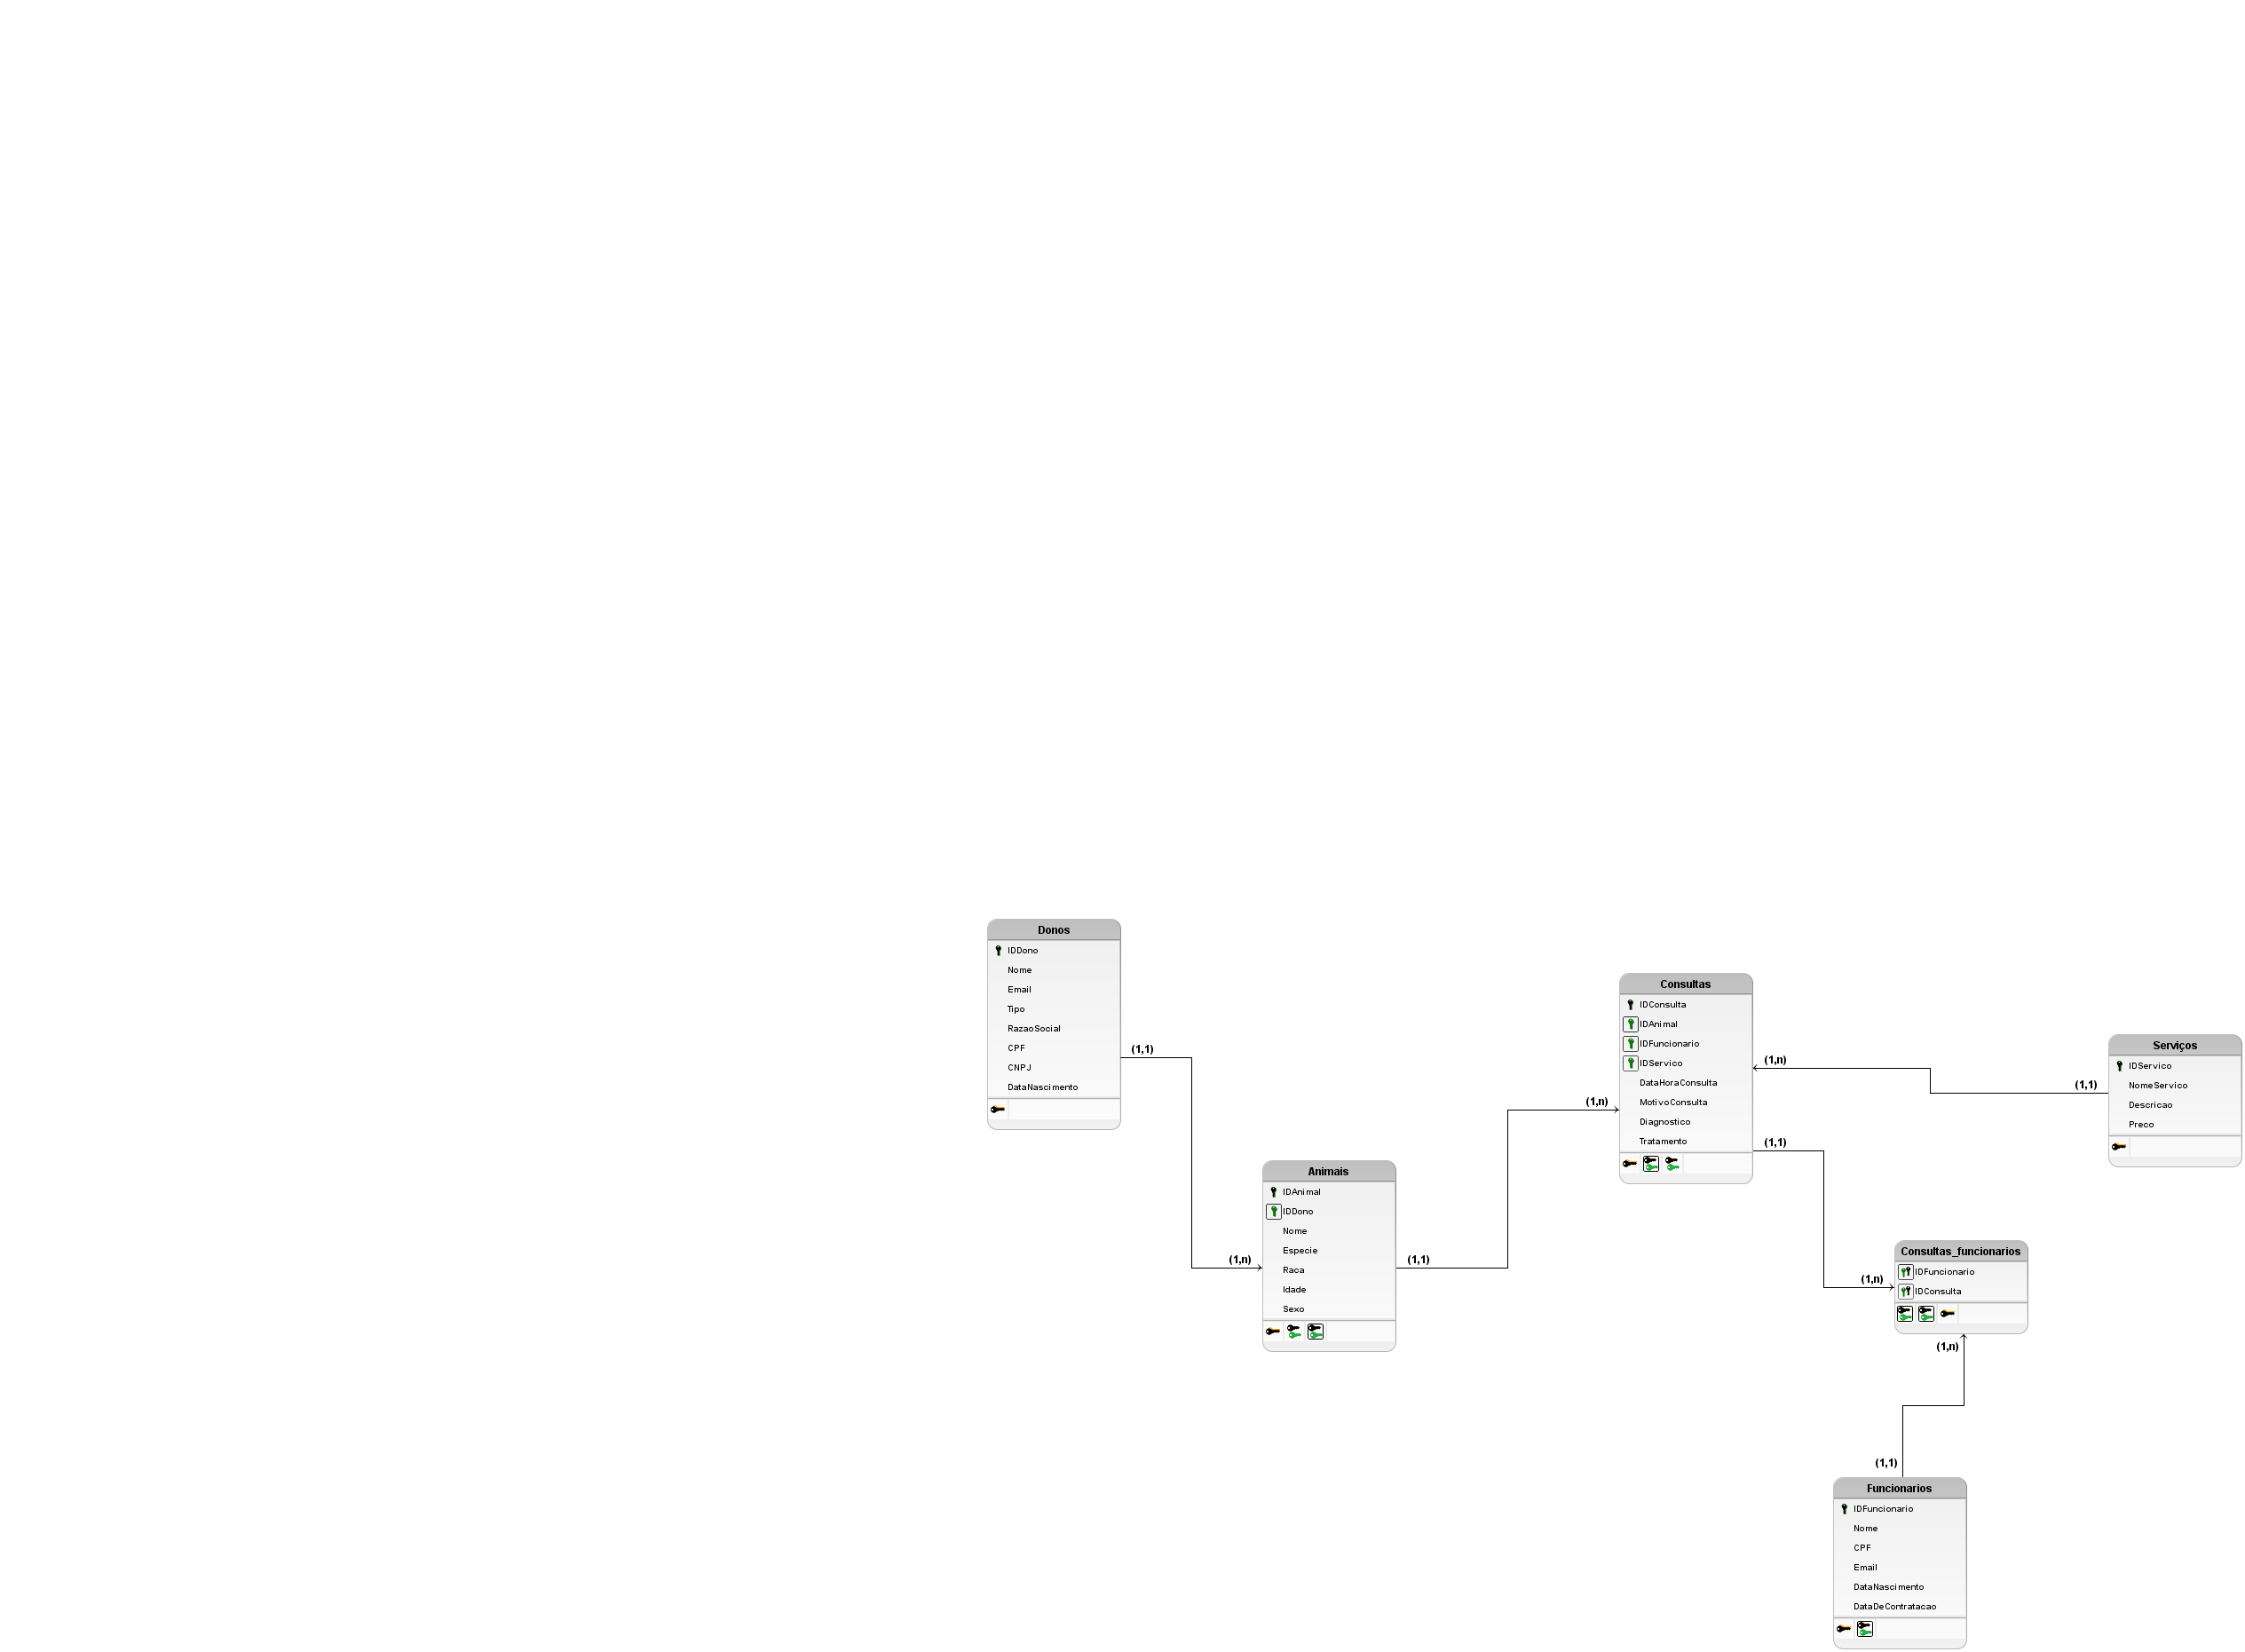 Donos
IDDono
Nome
Email
Tipo
RazaoSocial
CPF
CNPJ
DataNascimento
(1,1)
(1,n)
Animais
IDAnimal
IDDono
Nome
Especie
Raca
Idade
Sexo
(1,1)
(1,n)
Consultas
IDConsulta
IDAnimal
IDFuncionario
IDServico
DataHoraConsulta
MotivoConsulta
Diagnostico
Tratamento
(1,n)
(1,1)
Serviços
IDServico
NomeServico
Descricao
Preco
(1,1)
(1,n)
Consultas_funcionarios
IDFuncionario
IDConsulta
(1,n)
(1,1)
Funcionarios
IDFuncionario
Nome
CPF
Email
DataNascimento
DataDeContratacao